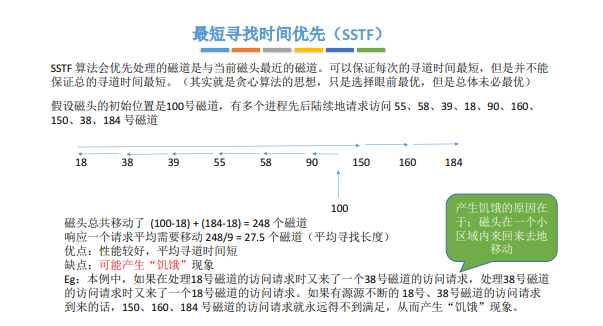 最短寻找时间优先（SSTF）
SSTF 算法会优先处理的磁道是与当前磁头最近的磁道。可以保证每次的寻道时间最短，但是并不能
保证总的寻道时间最短。（其实就是贪心算法的思想，只是选择眼前最优，但是总体未必最优）
假设磁头的初始位置是100号磁道，有多个进程先后陆续地请求访问 55、58、39、18、90、160、
150、38、184 号磁道
18 38 39 55 58 90 150 160 184
100
产生饥饿的原因在
于：磁头在一个小
区域内来回来去地
移动
磁头总共移动了 (100-18) + (184-18) = 248 个磁道
响应一个请求平均需要移动 248/9 = 27.5 个磁道（平均寻找长度）
优点：性能较好，平均寻道时间短
缺点：可能产生“饥饿”现象
Eg：本例中，如果在处理18号磁道的访问请求时又来了一个38号磁道的访问请求，处理38号磁道
的访问请求时又来了一个18号磁道的访问请求。如果有源源不断的 18号、38号磁道的访问请求
到来的话，150、160、184 号磁道的访问请求就永远得不到满足，从而产生“饥饿”现象。